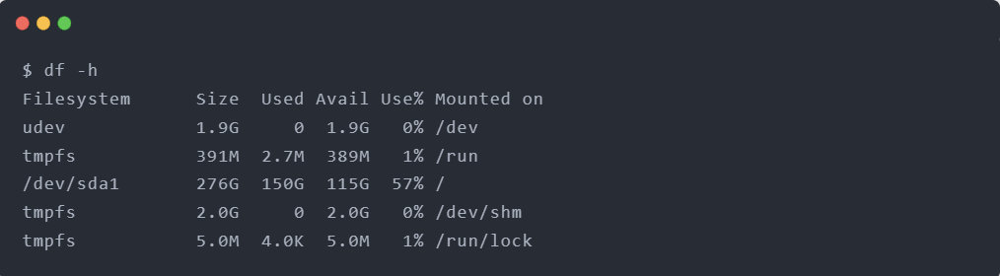 $ df -h
Filesystem      Size  Used Avail Use% Mounted on
udev            1.9G     0  1.9G   0% /dev
tmpfs           391M  2.7M  389M   1% /run
/dev/sda1       276G  150G  115G  57% /
tmpfs           2.0G     0  2.0G   0% /dev/shm
tmpfs           5.0M  4.0K  5.0M   1% /run/lock